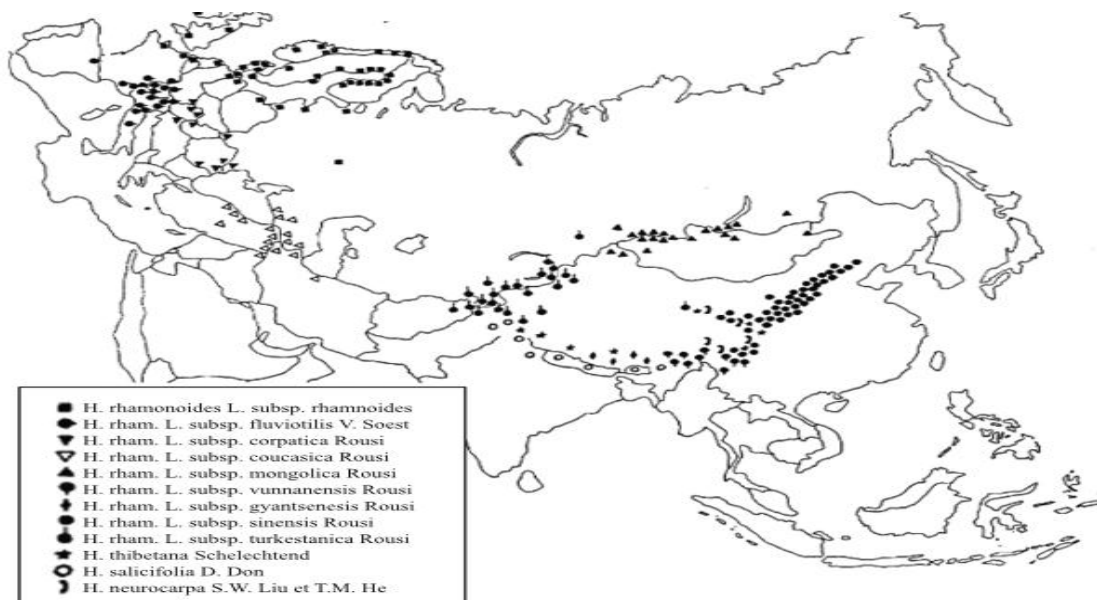 H. rhamonoides L. subsp. rhamnoides
H. rham. L. subsp. fluviotilis V. Soest
H. rham. L. subsp. corpatica Rousi
H. rham. L. subsp. coucasica Rousi
H. rham. L. subsp. mongolica Rousi
H. rham. L. subsp. vunnanensis Rousi
H. rham. L. subsp. gyantsenesis Rousi
H. rham. L. subsp. sinensis Rousi
H. rham. L. subsp. turkestanica Rousi
H. thibetana Schelechtend
H. salicifolia D. Don
H. neurocarpa S.W. Liu et T.M. He